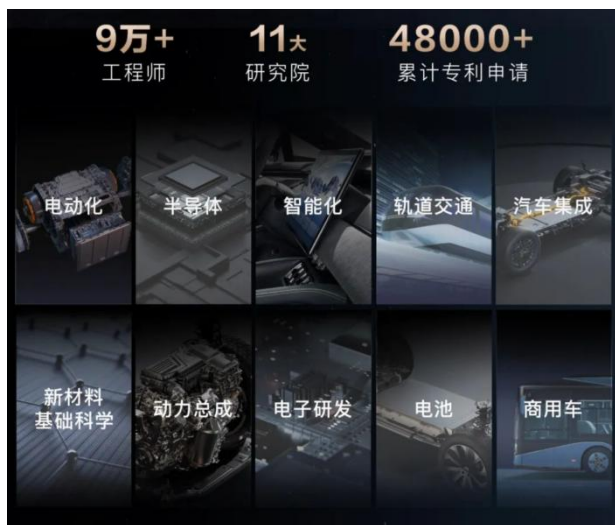 9万+ 11大 48000+
工程师 研究院 累计专利申请
电动化 半导体 智能化 轨道交通 汽车集成
新材料
基础科学 动力总成 电子研发 电池 商用车